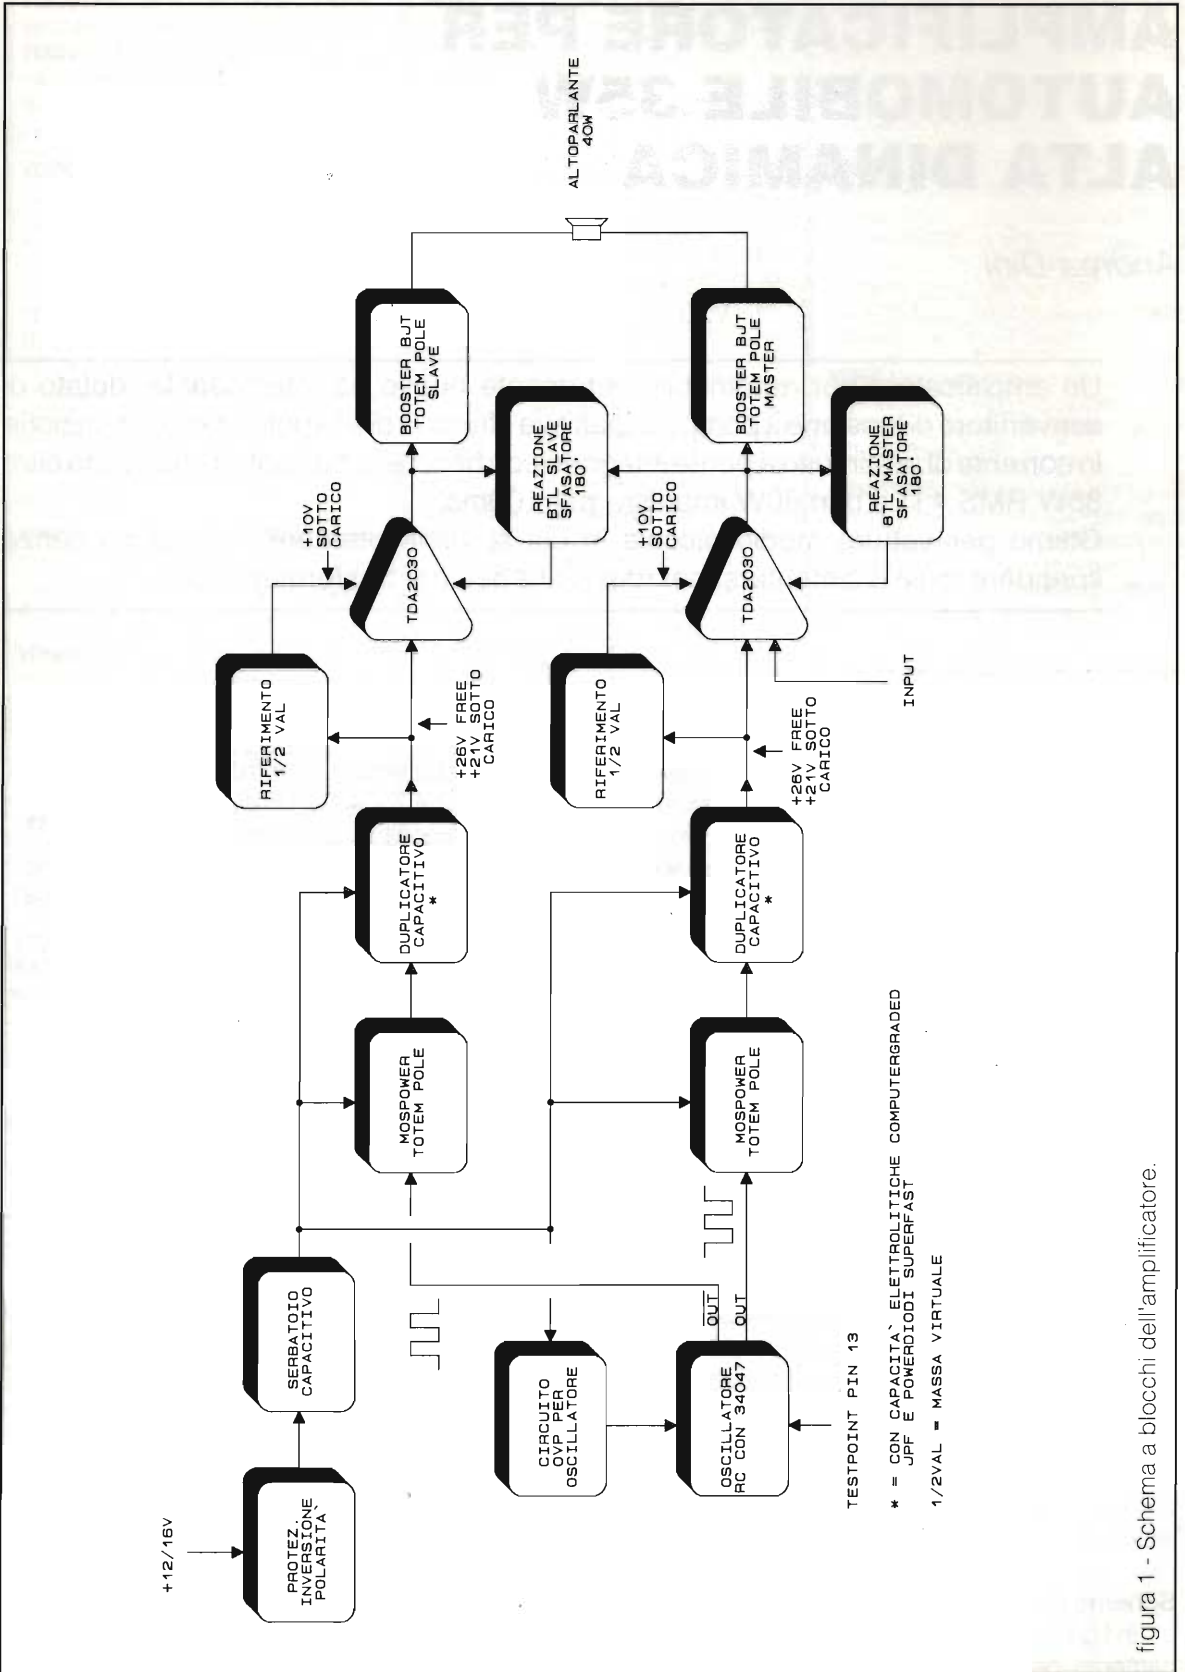 +12/16V
PROTEZ.
INVERSIONE
POLARITA`
SERBATOIO
CAPACITIVO
CIRCUITO
OVP PER
OSCILLATORE
OSCILLATORE
RC CON 34047
OUT
OUT
TESTPOINT PIN 13
MOSPOWER
TOTEM POLE
DUPLICATORE
CAPACITIVO
*
+26V FREE
+21V SOTTO
CARICO
RIFERIMENTO
1/2 VAL
+10V
SOTTO
CARICO
TDA2030
REAZIONE
BTL SLAVE
SFASATORE
180°
BOOSTER BJT
TOTEM POLE
SLAVE
ALTOPARLANTE
40W
MOSPOWER
TOTEM POLE
DUPLICATORE
CAPACITIVO
*
+26V FREE
+21V SOTTO
CARICO
RIFERIMENTO
1/2 VAL
+10V
SOTTO
CARICO
TDA2030
INPUT
REAZIONE
BTL MASTER
SFASATORE
180°
BOOSTER BJT
TOTEM POLE
MASTER
* = CON CAPACITA` ELETTROLITICHE COMPUTERGRADED
JPF E POWERDIODI SUPERFAST
1/2VAL = MASSA VIRTUALE
figura 1 - Schema a blocchi dell'amplificatore.